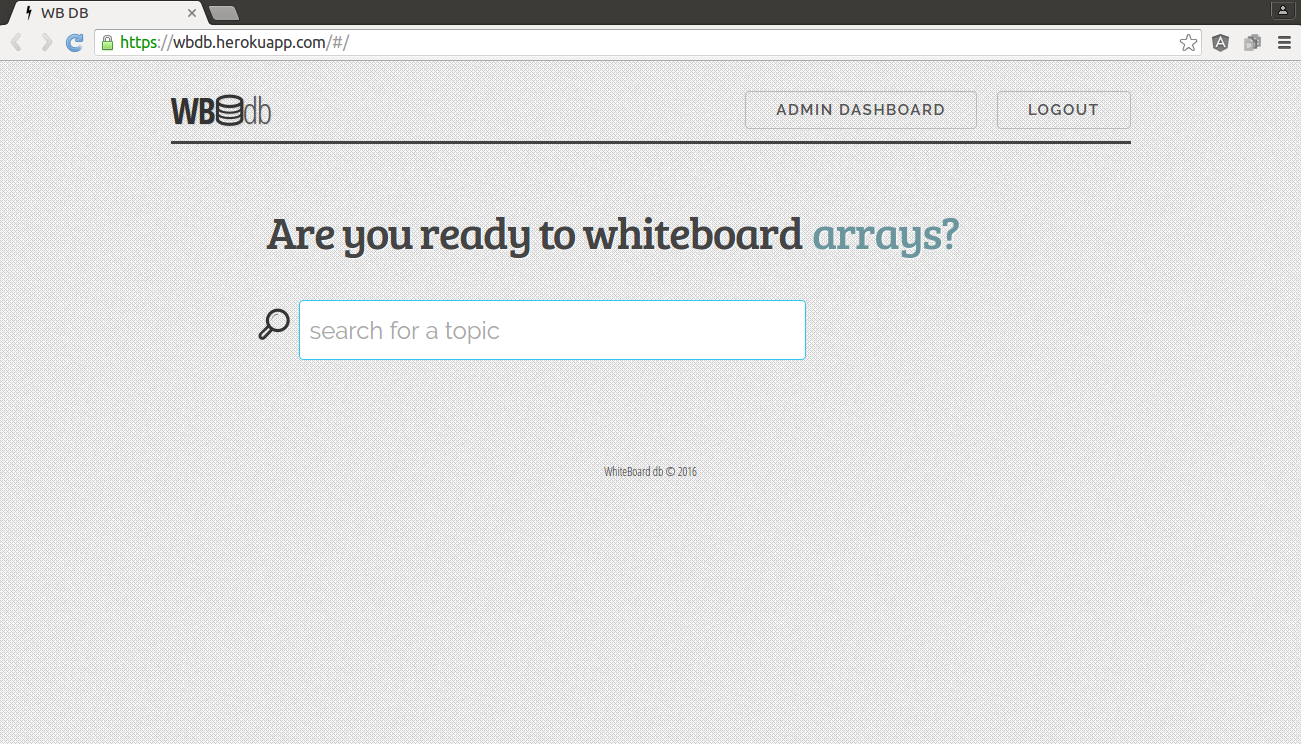 WB DB
https://wbdb.herokuapp.com/#/
WBdb
ADMIN DASHBOARD
LOGOUT
Are you ready to whiteboard arrays?
search for a topic
WhiteBoard db © 2016